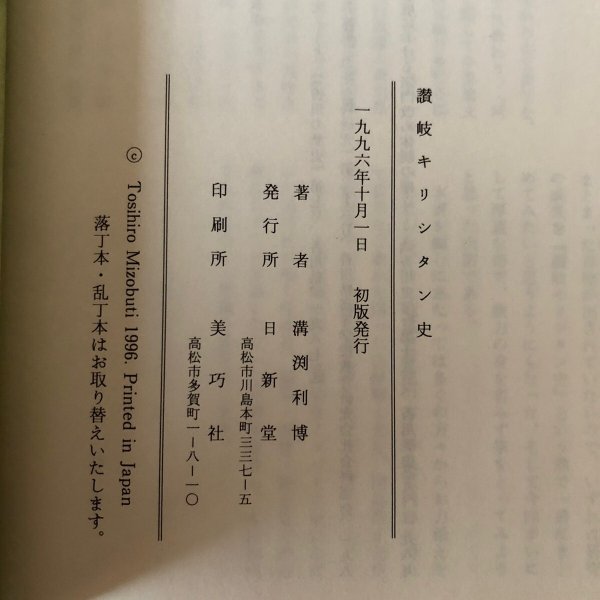 讃岐キリシタン史
一九九六年十月一日 初版発行
著者 溝渕利博
発行所 日新堂
高松市川島本町三三七－五
印刷所 美巧社
高松市多賀町一－八－一〇
© Tosihiro Mizobuti 1996. Printed in Japan
落丁本・乱丁本はお取り替えいたします。